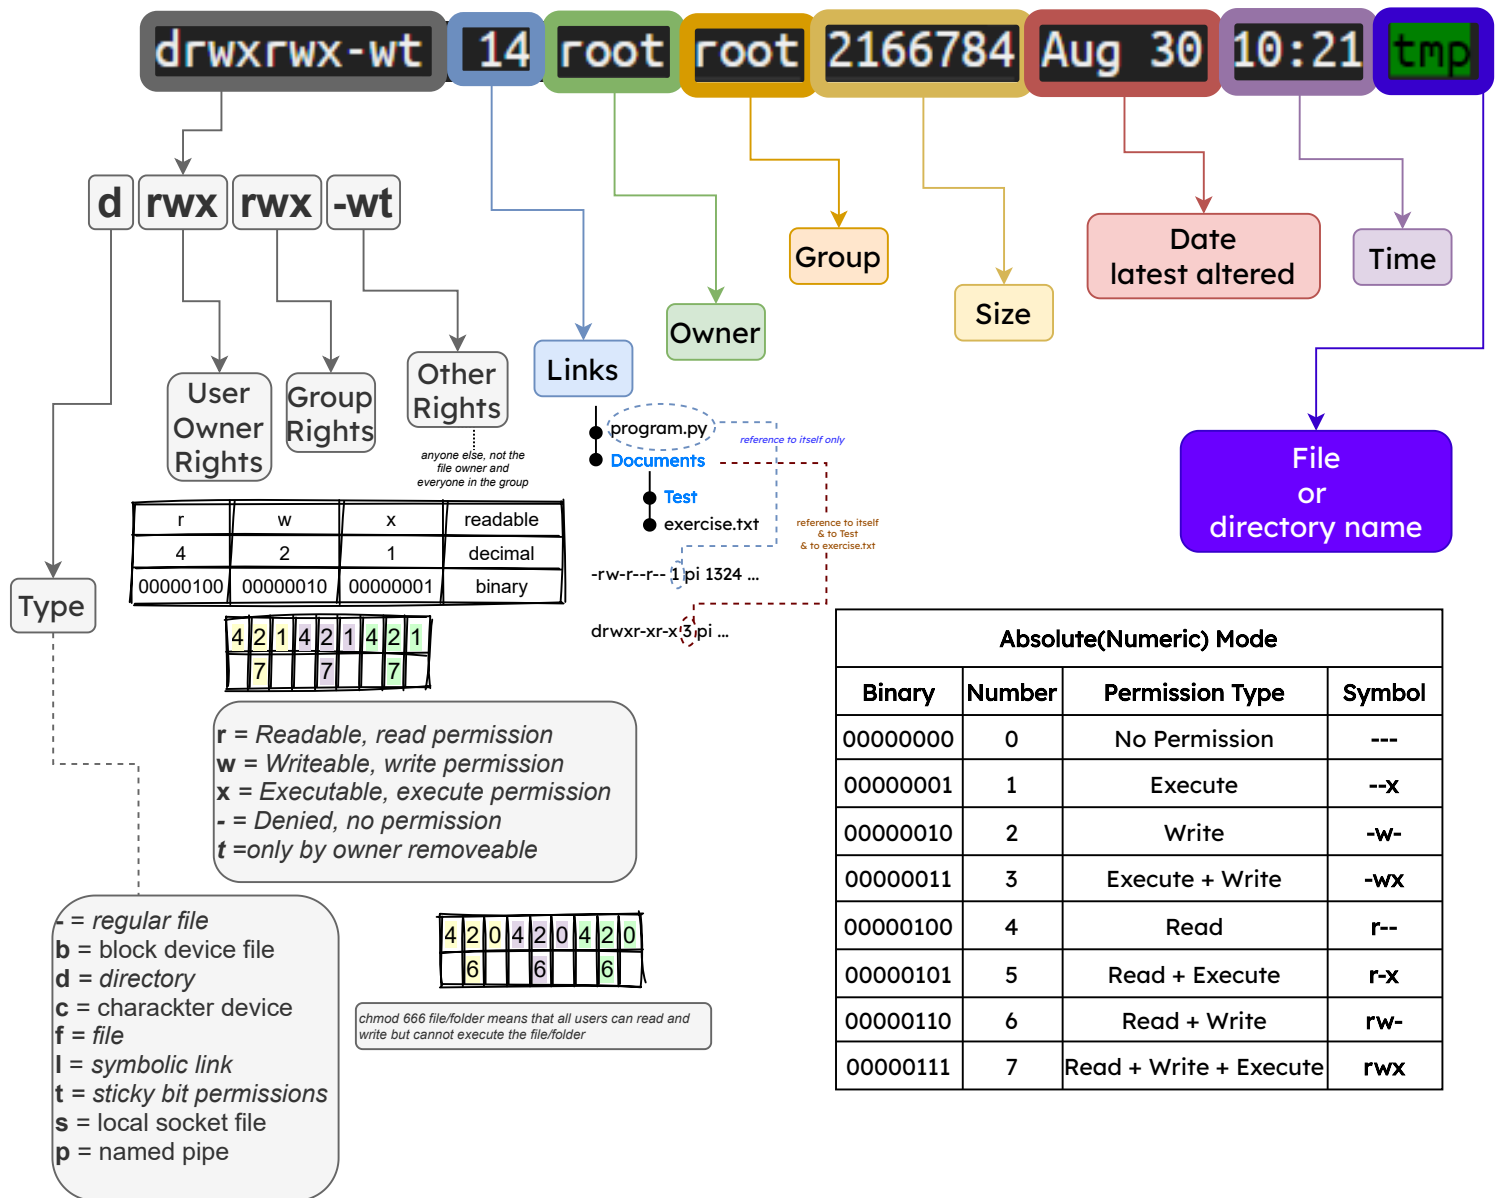 drwxrwx-wt 14 root root 2166784 Aug 30 10:21 tmp
d rwx rwx -wt
User
Owner
Rights
Group
Rights
Other
Rights
anyone else, not the
file owner and
everyone in the group
Links
Owner
Group
Size
Date
latest altered
Time
File
or
directory name
Type
program.py
Documents
Test
exercise.txt
reference to itself only
reference to itself
& to Test
& to exercise.txt
-rw-r--r-- 1 pi 1324 ...
drwxr-xr-x 3 pi ...
r w x readable
4 2 1 decimal
00000100 00000010 00000001 binary
4 2 1 4 2 1 4 2 1
7 7 7
r = Readable, read permission
w = Writeable, write permission
x = Executable, execute permission
- = Denied, no permission
t =only by owner removeable
- = regular file
b = block device file
d = directory
c = charackter device
f = file
l = symbolic link
t = sticky bit permissions
s = local socket file
p = named pipe
4 2 0 4 2 0 4 2 0
6 6 6
chmod 666 file/folder means that all users can read and
write but cannot execute the file/folder
Absolute(Numeric) Mode
Binary Number Permission Type Symbol
00000000 0 No Permission ---
00000001 1 Execute --x
00000010 2 Write -w-
00000011 3 Execute + Write -wx
00000100 4 Read r--
00000101 5 Read + Execute r-x
00000110 6 Read + Write rw-
00000111 7 Read + Write + Execute rwx